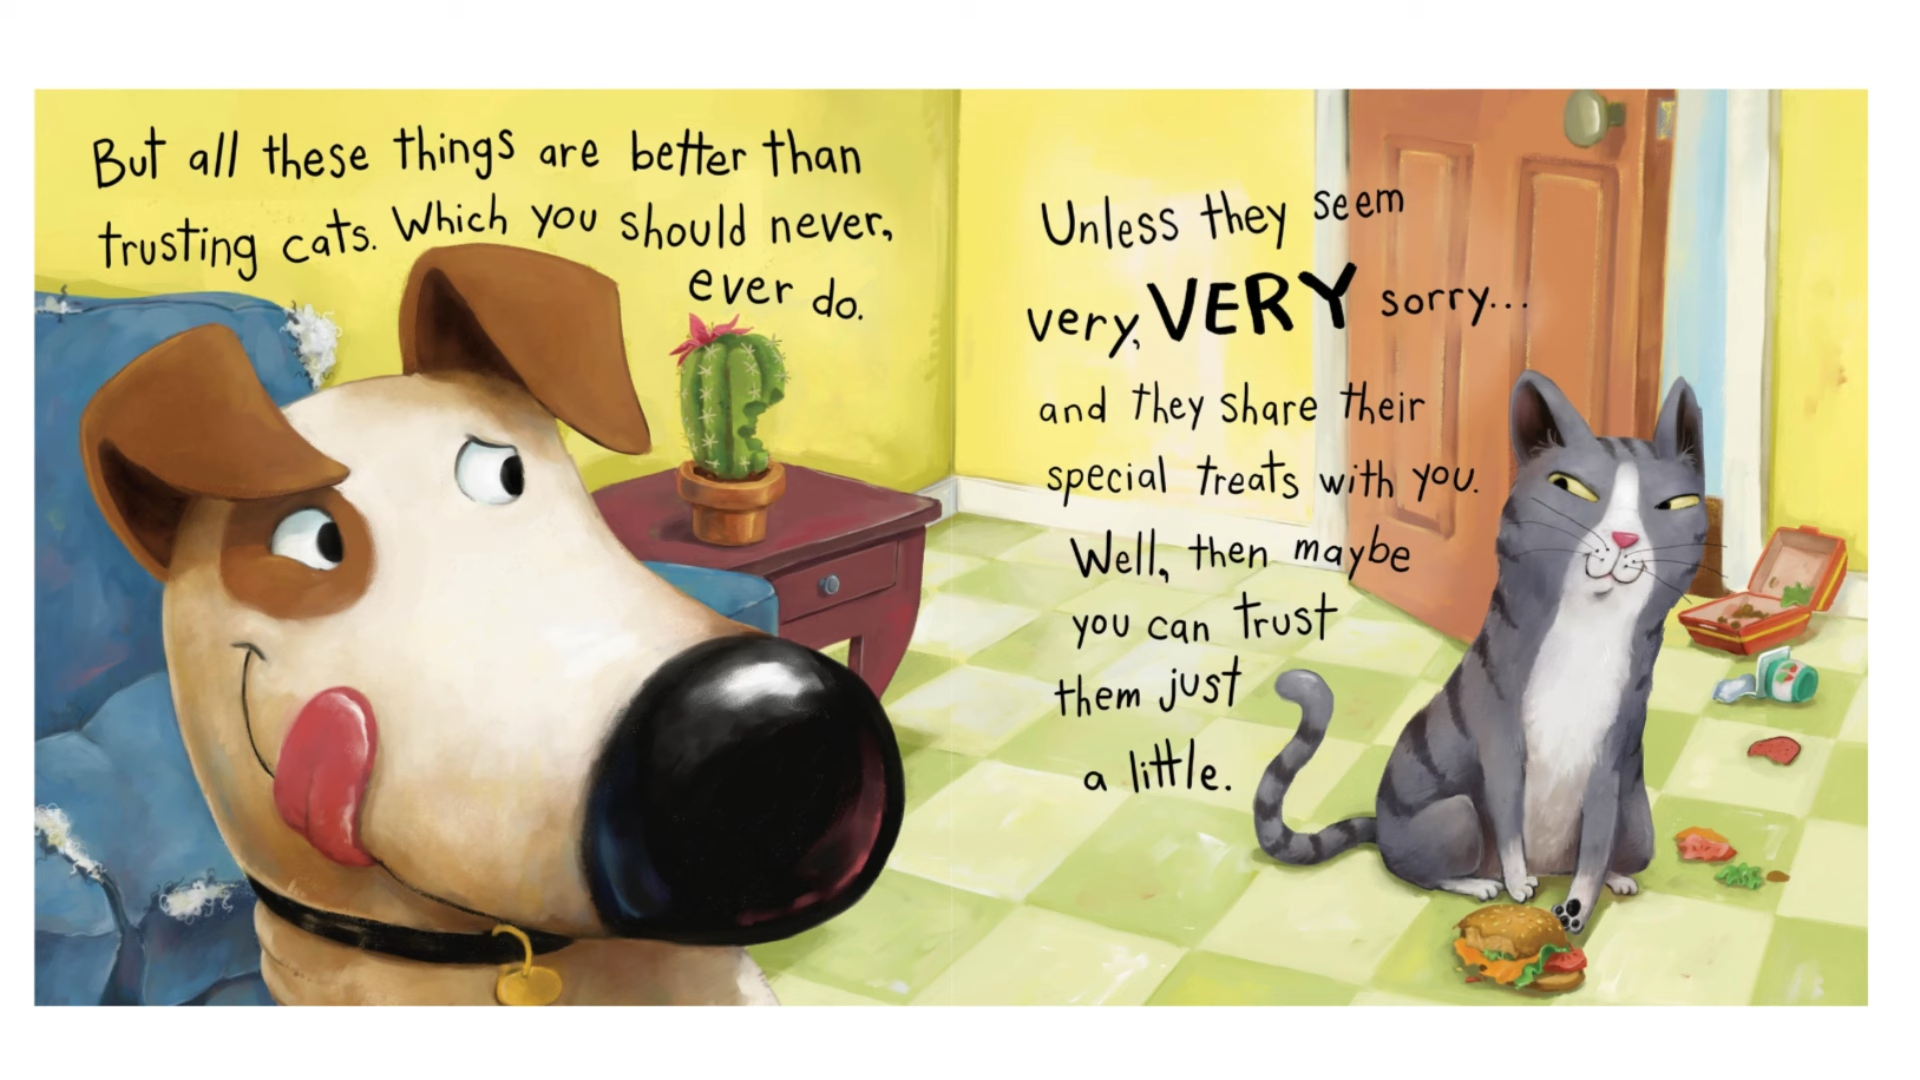 But all these things are better than
trusting cats. Which you should never,
ever do.
Unless they seem
very, VERY sorry...
and they share their
special treats with you.
Well, then maybe
you can trust
them just
a little.